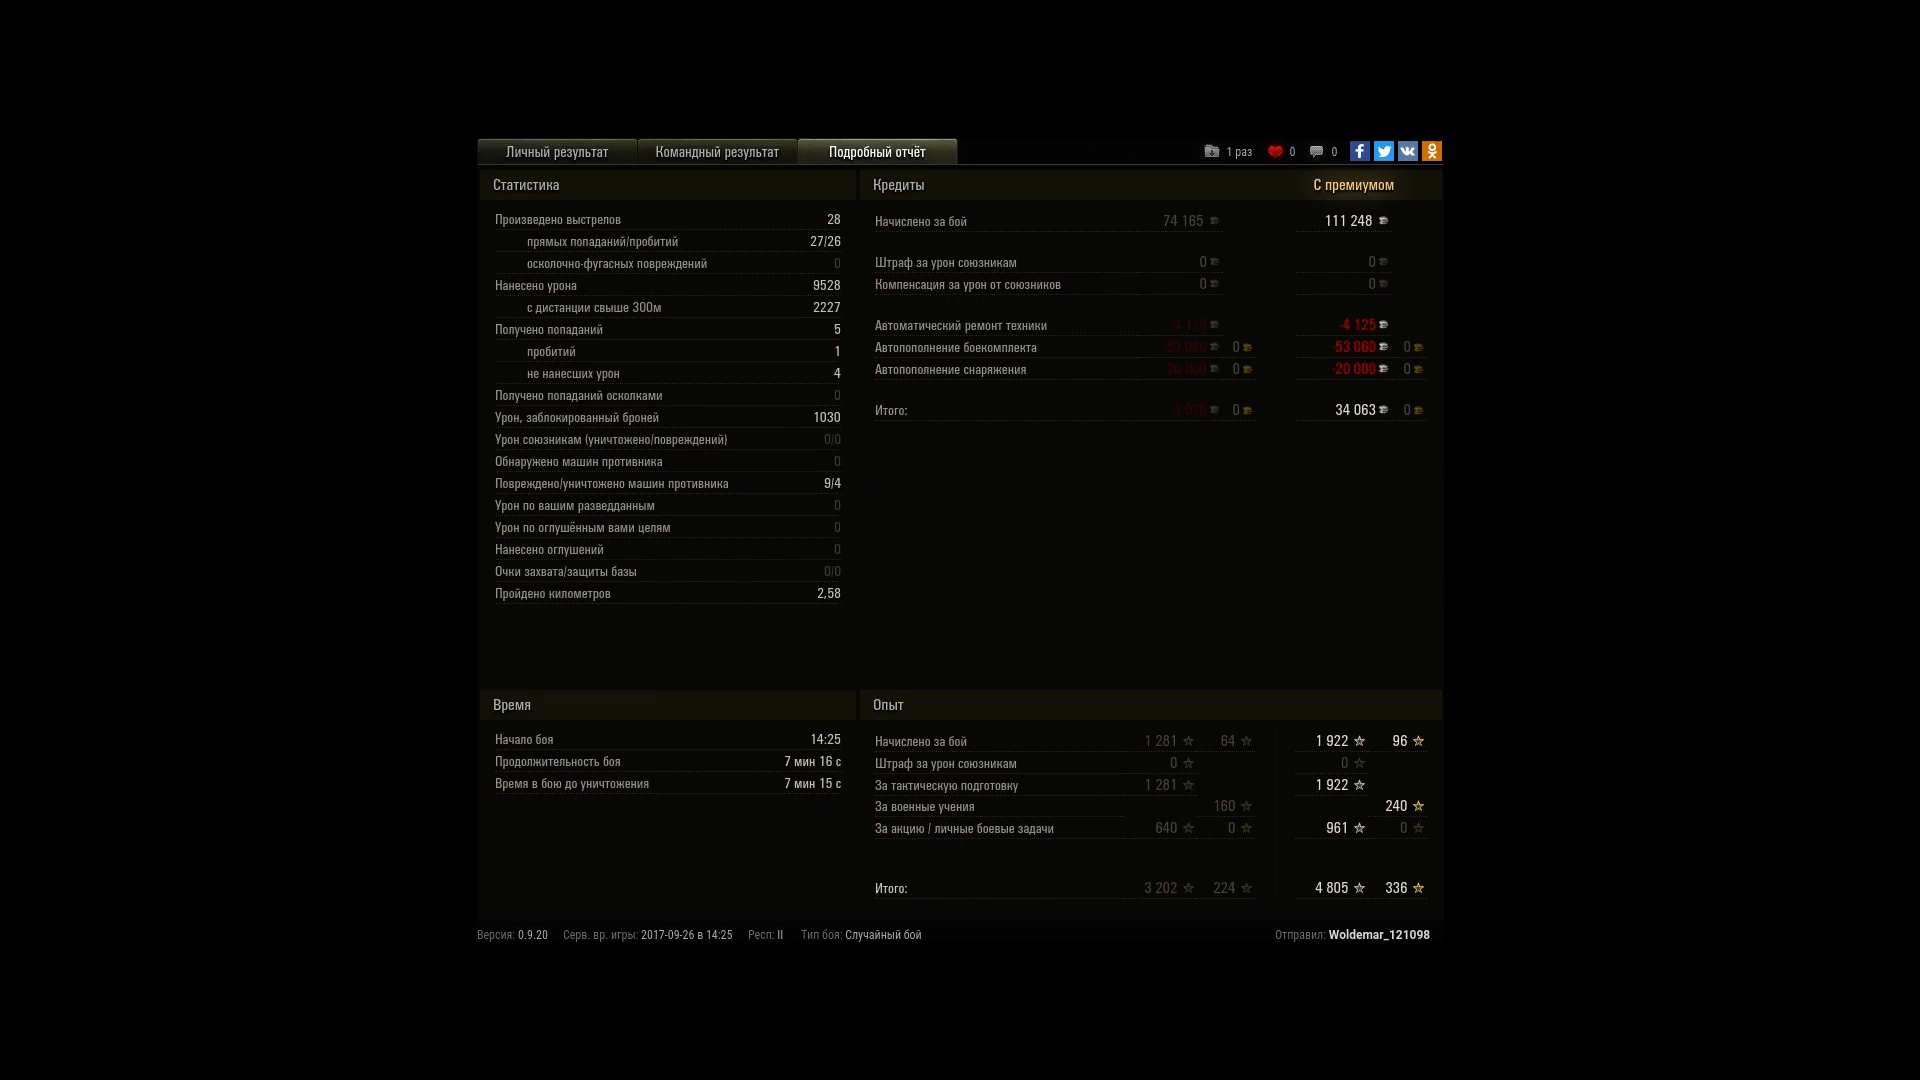 Личный результат Командный результат Подробный отчёт 1 раз 0 0
Статистика
Произведено выстрелов 28
прямых попаданий/пробитий 27/26
осколочно-фугасных повреждений 0
Нанесено урона 9528
с дистанции свыше 300м 2227
Получено попаданий 5
пробитий 1
не нанесших урон 4
Получено попаданий осколками 0
Урон, заблокированный броней 1030
Урон союзникам (уничтожено/повреждений) 0/0
Обнаружено машин противника 0
Повреждено/уничтожено машин противника 9/4
Урон по вашим разведданным 0
Урон по оглушённым вами целям 0
Нанесено оглушений 0
Очки захвата/защиты базы 0/0
Пройдено километров 2,58
Кредиты С премиумом
Начислено за бой 74 165 111 248
Штраф за урон союзникам 0 0
Компенсация за урон от союзников 0 0
Автоматический ремонт техники -4 125 -4 125
Автопополнение боекомплекта -53 060 0 -53 060 0
Автопополнение снаряжения -20 000 0 -20 000 0
Итого: -3 020 0 34 063 0
Время
Начало боя 14:25
Продолжительность боя 7 мин 16 с
Время в бою до уничтожения 7 мин 15 с
Опыт
Начислено за бой 1 281 64 1 922 96
Штраф за урон союзникам 0 0
За тактическую подготовку 1 281 1 922
За военные учения 160 240
За акцию / личные боевые задачи 640 0 961 0
Итого: 3 202 224 4 805 336
Версия: 0.9.20 Серв. вр. игры: 2017-09-26 в 14:25 Респ: II Тип боя: Случайный бой Отправил: Woldemar_121098